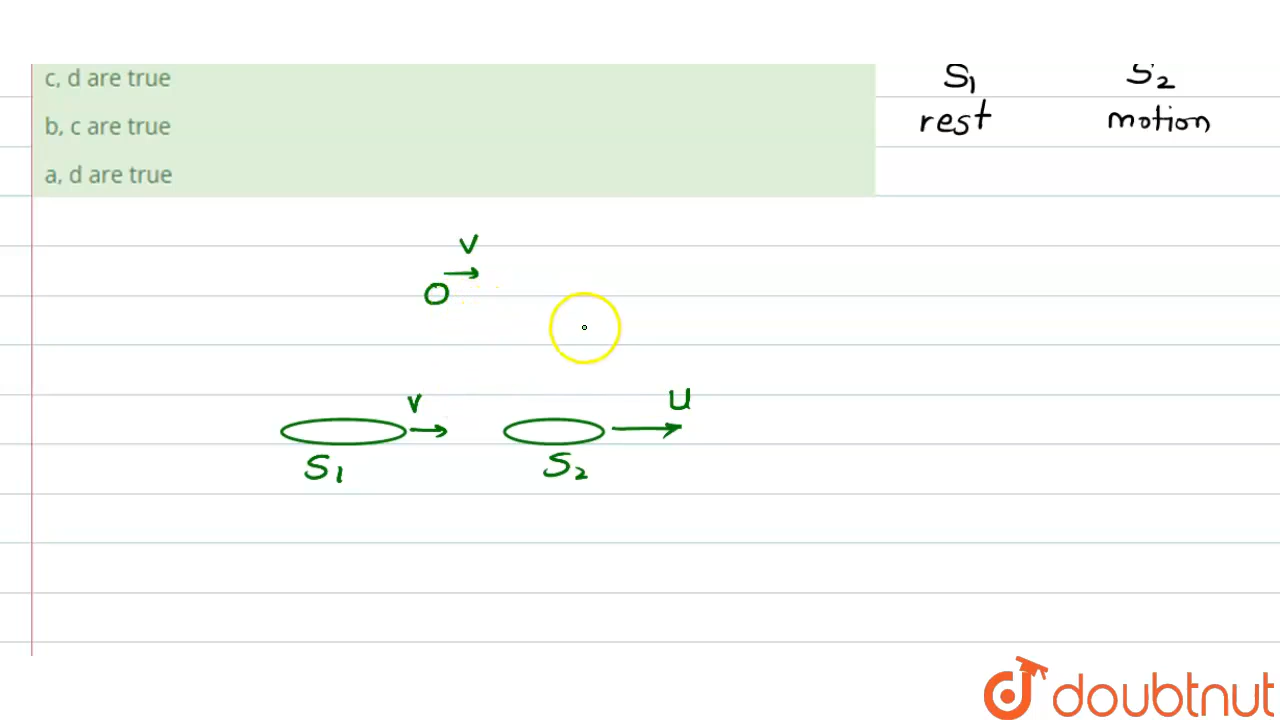 c, d are true
b, c are true
a, d are true
S1 S2
rest motion
V
O
V U
S1 S2
doubtnut